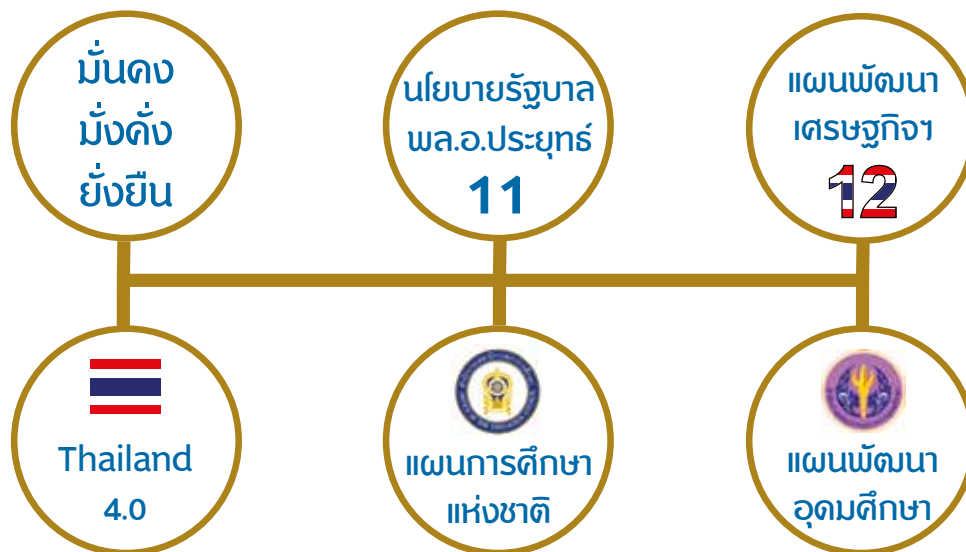 มั่นคง
มั่งคั่ง
ยั่งยืน
นโยบายรัฐบาล
พล.อ.ประยุทธ์
11
แผนพัฒนา
เศรษฐกิจฯ
12
Thailand
4.0
แผนการศึกษา
แห่งชาติ
แผนพัฒนา
อุดมศึกษา